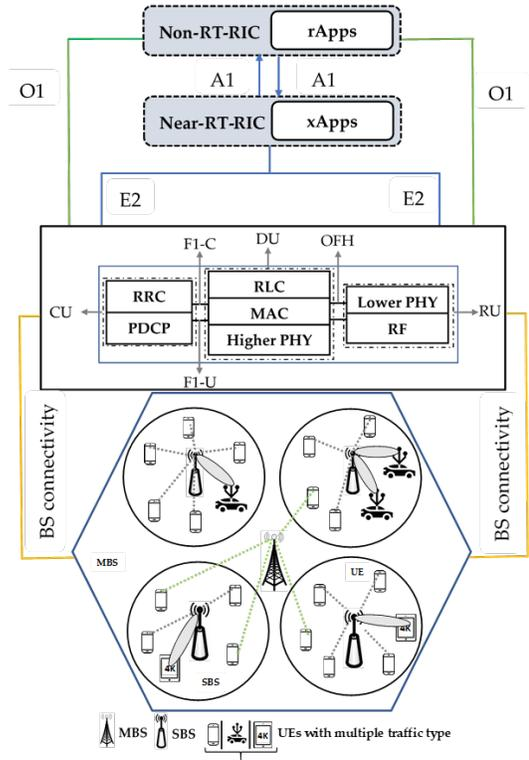 Non-RT-RIC
rApps
O1
A1
A1
O1
Near-RT-RIC
xApps
E2
E2
F1-C
DU
OFH
RRC
RLC
Lower PHY
CU
MAC
RU
PDCP
RF
Higher PHY
F1-U
BS connectivity
BS connectivity
MBS
UE
4K
4K
SBS
MBS
SBS
4K
UEs with multiple traffic type